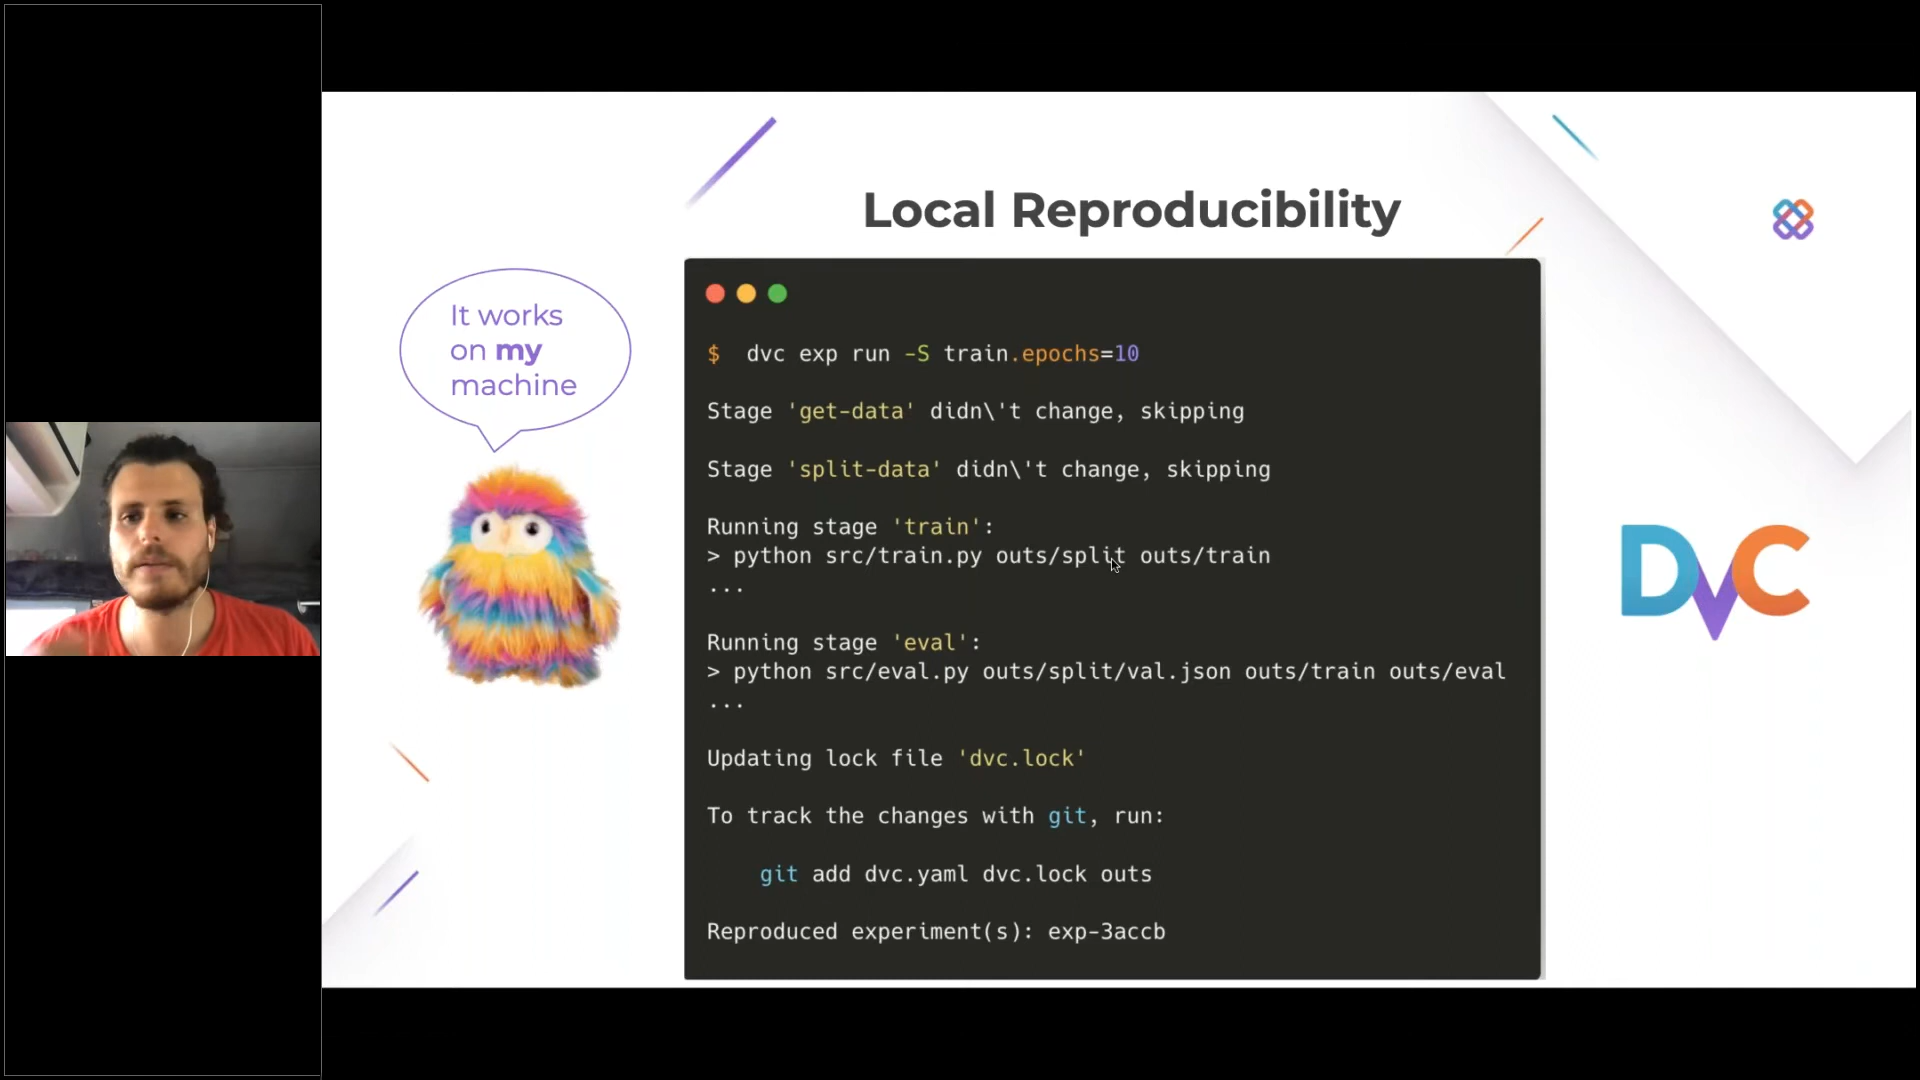 Local Reproducibility
It works
on my
machine
$ dvc exp run -S train.epochs=10
Stage 'get-data' didn\'t change, skipping
Stage 'split-data' didn\'t change, skipping
Running stage 'train':
> python src/train.py outs/split outs/train
...
Running stage 'eval':
> python src/eval.py outs/split/val.json outs/train outs/eval
...
Updating lock file 'dvc.lock'
To track the changes with git, run:
git add dvc.yaml dvc.lock outs
Reproduced experiment(s): exp-3accb
DVC